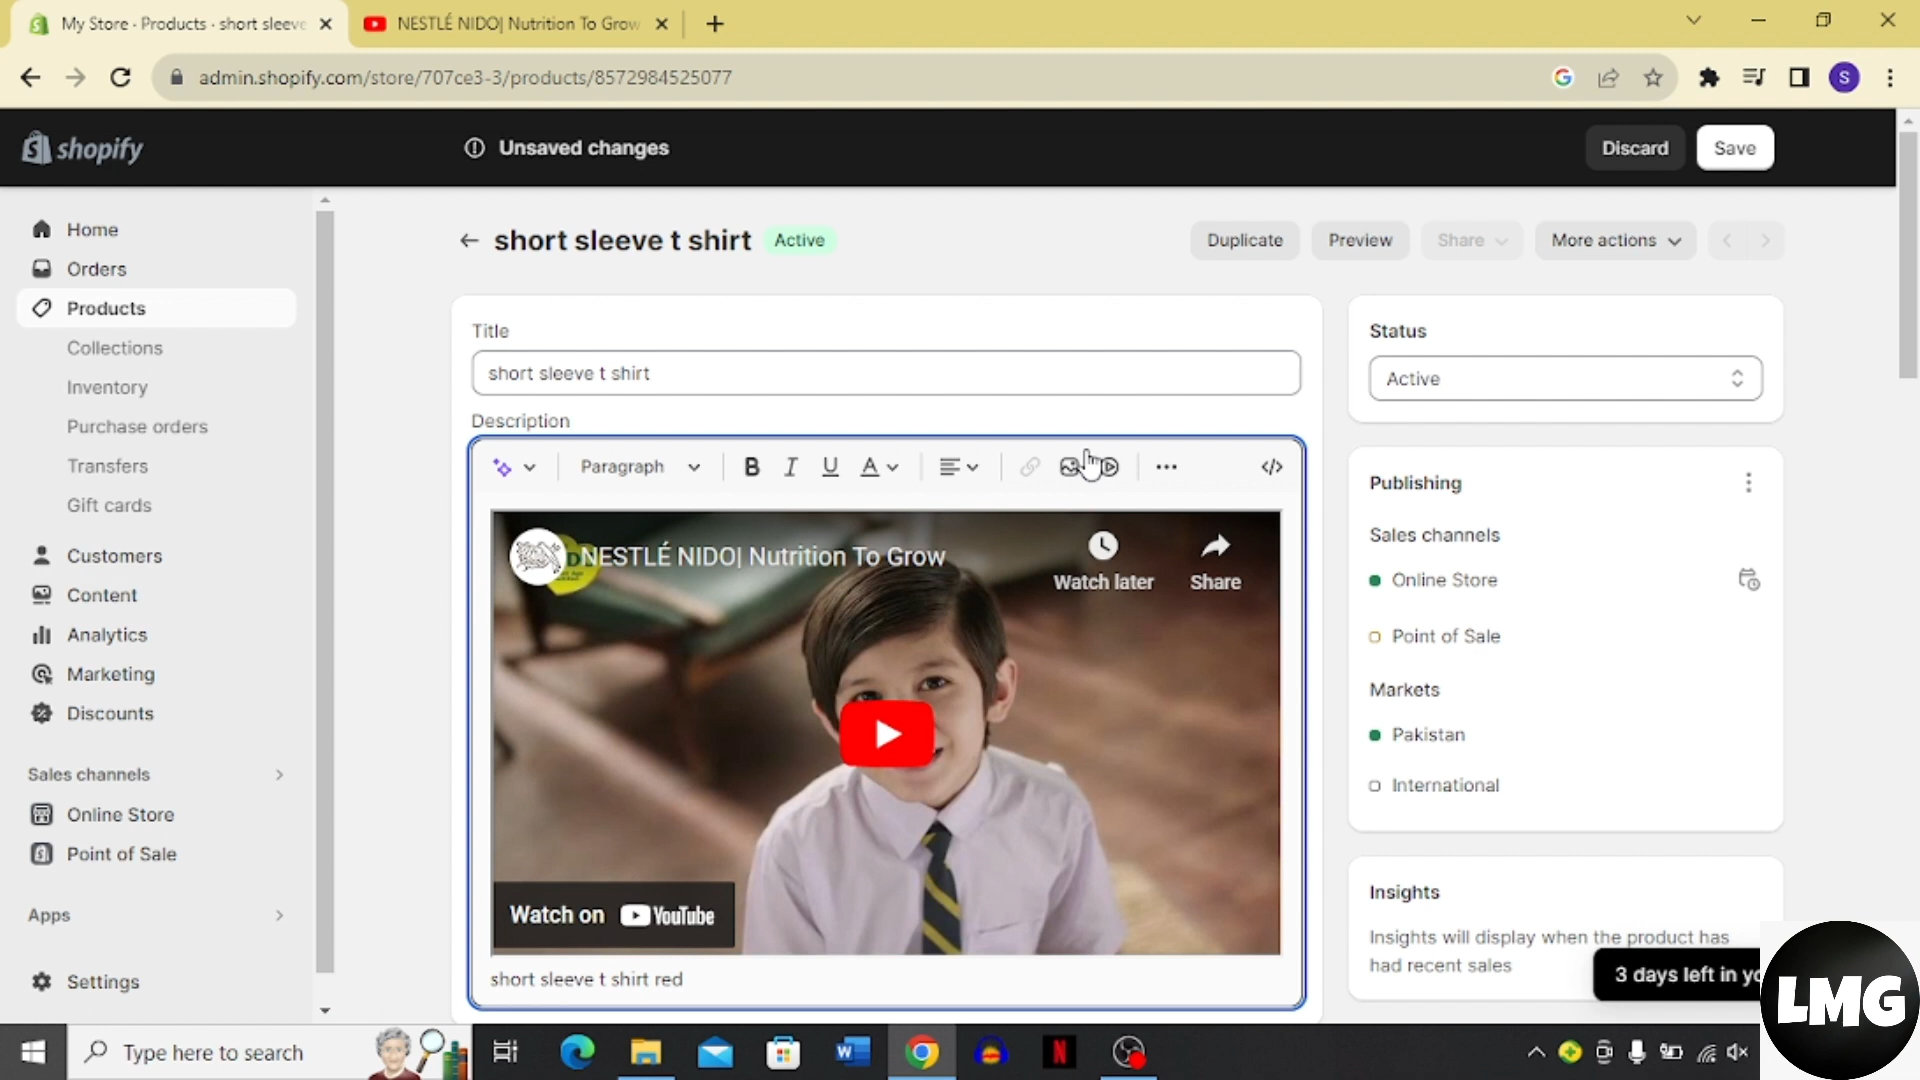 My Store · Products · short sleeve
NESTLÉ NIDO| Nutrition To Grow
admin.shopify.com/store/707ce3-3/products/8572984525077
S
shopify
Unsaved changes
Discard
Save
Home
Orders
Products
Collections
Inventory
Purchase orders
Transfers
Gift cards
Customers
Content
Analytics
Marketing
Discounts
Sales channels
Online Store
Point of Sale
Apps
Settings
short sleeve t shirt
Active
Duplicate
Preview
Share
More actions
Title
short sleeve t shirt
Description
Paragraph
B
I
U
A
NESTLÉ NIDO| Nutrition To Grow
Watch later
Share
Watch on YouTube
short sleeve t shirt red
Status
Active
Publishing
Sales channels
Online Store
Point of Sale
Markets
Pakistan
International
Insights
Insights will display when the product has
had recent sales
3 days left in yo
LMG
Type here to search